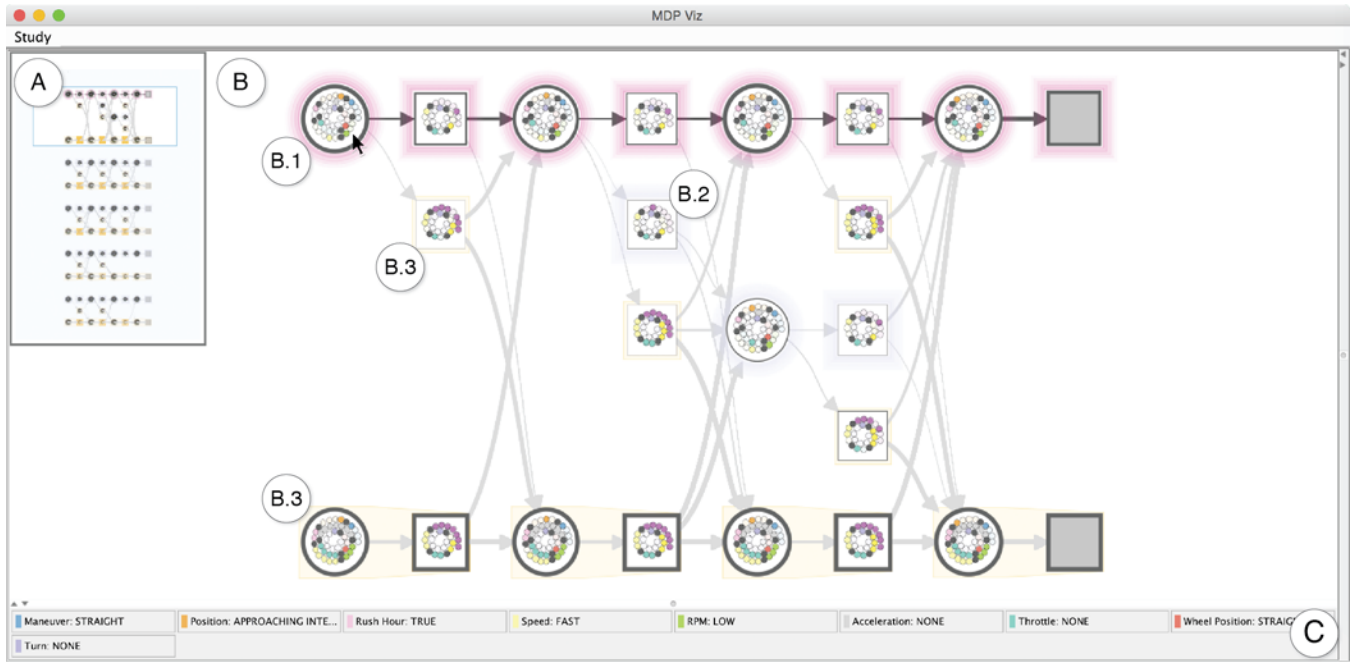 MDP Viz
Study
A
B
B.1
B.2
B.3
B.3
Maneuver: STRAIGHT
Position: APPROACHING INTE...
Rush Hour: TRUE
Speed: FAST
RPM: LOW
Acceleration: NONE
Throttle: NONE
Wheel Position: STRAIG
C
Turn: NONE